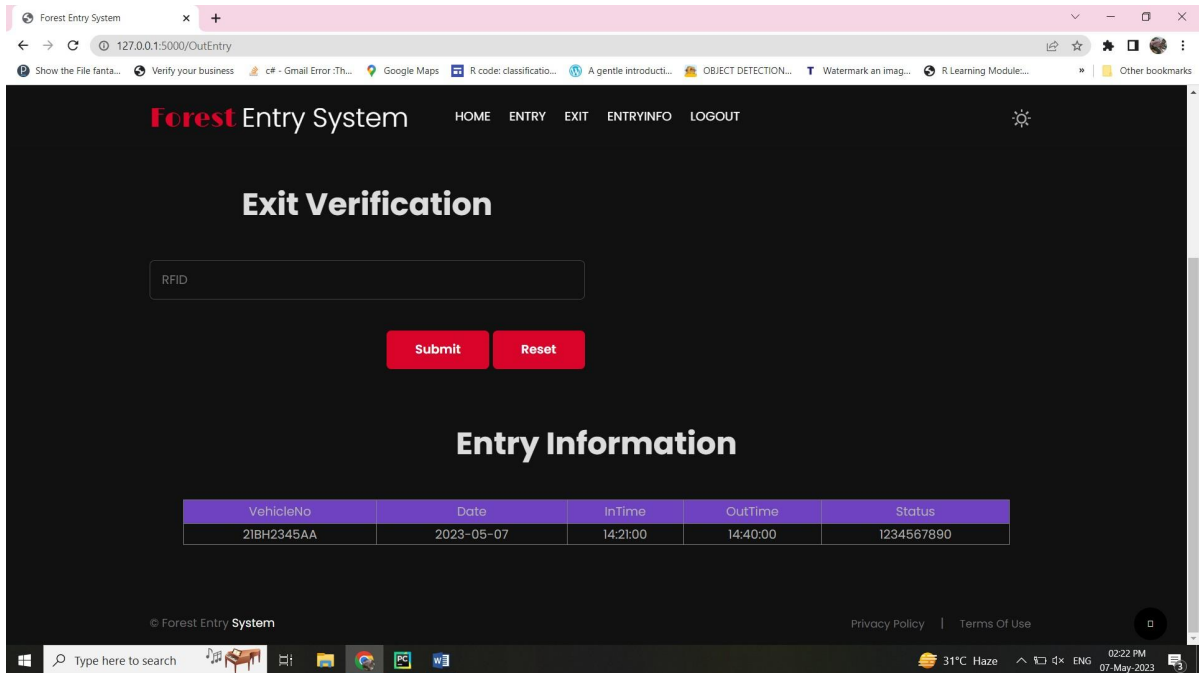 Forest Entry System
127.0.0.1:5000/OutEntry
Show the File fanta... Verify your business c# - Gmail Error :Th... Google Maps R code: classificatio... A gentle introducti... OBJECT DETECTION... T Watermark an imag... R Learning Module:... » Other bookmarks
Forest Entry System HOME ENTRY EXIT ENTRYINFO LOGOUT
Exit Verification
RFID
Submit Reset
Entry Information
VehicleNo Date InTime OutTime Status
21BH2345AA 2023-05-07 14:21:00 14:40:00 1234567890
© Forest Entry System Privacy Policy | Terms Of Use
Type here to search PC W 31°C Haze ENG 02:22 PM
07-May-2023 3